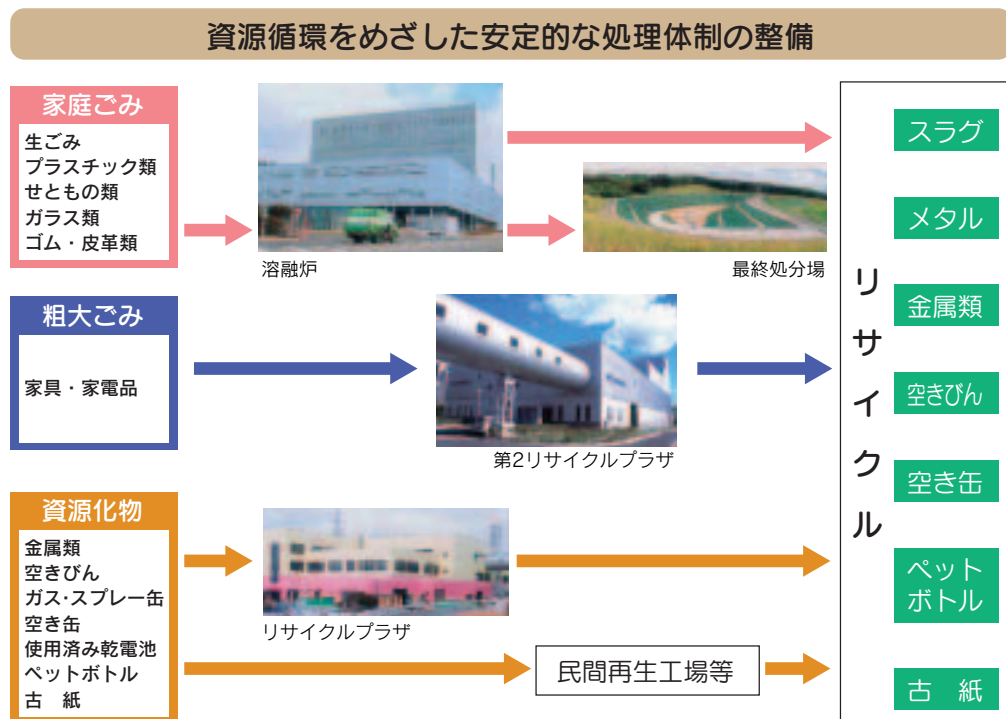 資源循環をめざした安定的な処理体制の整備
家庭ごみ
生ごみ
プラスチック類
せともの類
ガラス類
ゴム・皮革類
溶融炉
最終処分場
粗大ごみ
家具・家電品
第2リサイクルプラザ
資源化物
金属類
空きびん
ガス・スプレー缶
空き缶
使用済み乾電池
ペットボトル
古　紙
リサイクルプラザ
民間再生工場等
リサイクル
スラグ
メタル
金属類
空きびん
空き缶
ペット
ボトル
古　紙